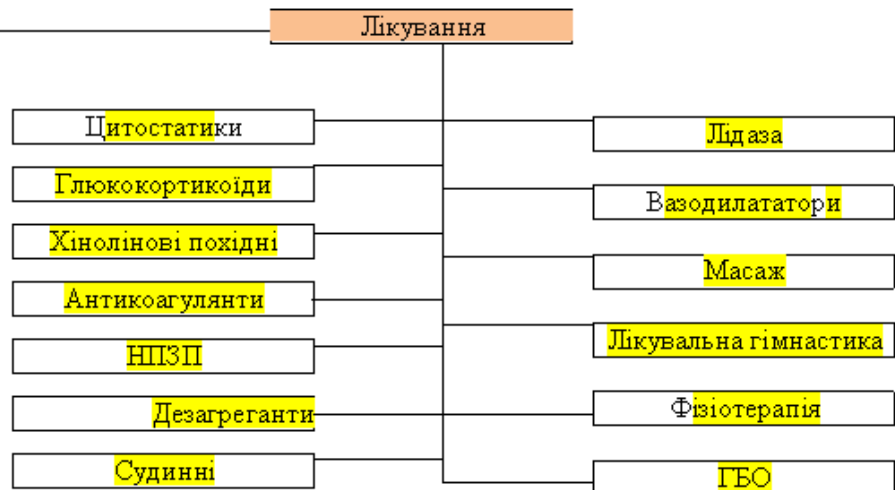 Лікування
Цитостатики
Глюкокортикоїди
Хінолінові похідні
Антикоагулянти
НПЗП
Дезагреганти
Судинні
Лідаза
Вазодилататори
Масаж
Лікувальна гімнастика
Фізіотерапія
ГБО